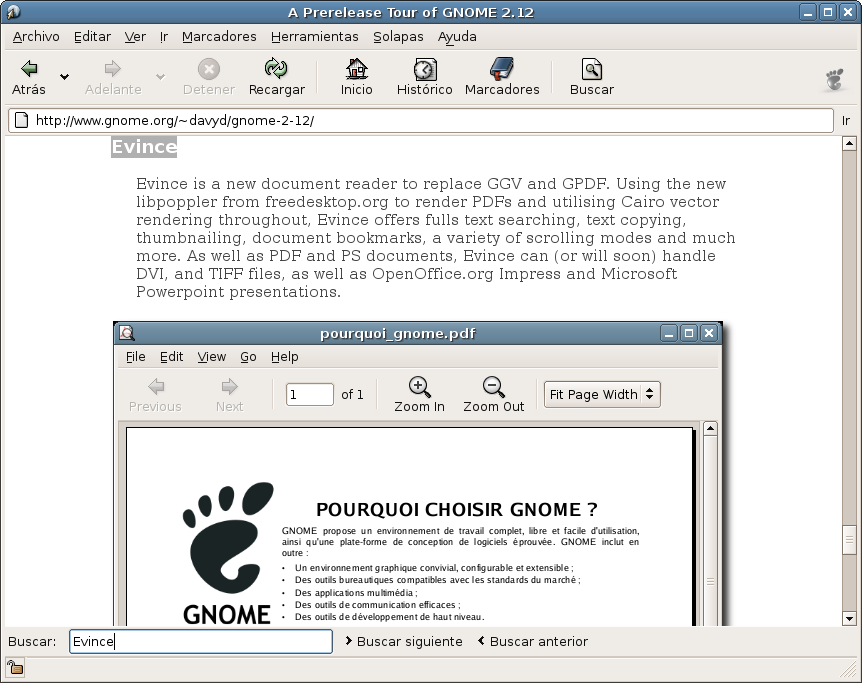 A Prerelease Tour of GNOME 2.12
Archivo Editar Ver Ir Marcadores Herramientas Solapas Ayuda
Atrás Adelante Detener Recargar Inicio Histórico Marcadores Buscar
http://www.gnome.org/~davyd/gnome-2-12/ Ir
Evince
Evince is a new document reader to replace GGV and GPDF. Using the new
libpoppler from freedesktop.org to render PDFs and utilising Cairo vector
rendering throughout, Evince offers fulls text searching, text copying,
thumbnailing, document bookmarks, a variety of scrolling modes and much
more. As well as PDF and PS documents, Evince can (or will soon) handle
DVI, and TIFF files, as well as OpenOffice.org Impress and Microsoft
Powerpoint presentations.
pourquoi_gnome.pdf
File Edit View Go Help
Previous Next 1 of 1 Zoom In Zoom Out Fit Page Width
POURQUOI CHOISIR GNOME ?
GNOME propose un environnement de travail complet, libre et facile d'utilisation,
ainsi qu'une plate-forme de conception de logiciels éprouvée. GNOME inclut en
outre :
• Un environnement graphique convivial, configurable et extensible ;
• Des outils bureautiques compatibles avec les standards du marché ;
• Des applications multimédia ;
• Des outils de communication efficaces ;
• Des outils de développement de haut niveau.
GNOME
Buscar: Evince Buscar siguiente Buscar anterior